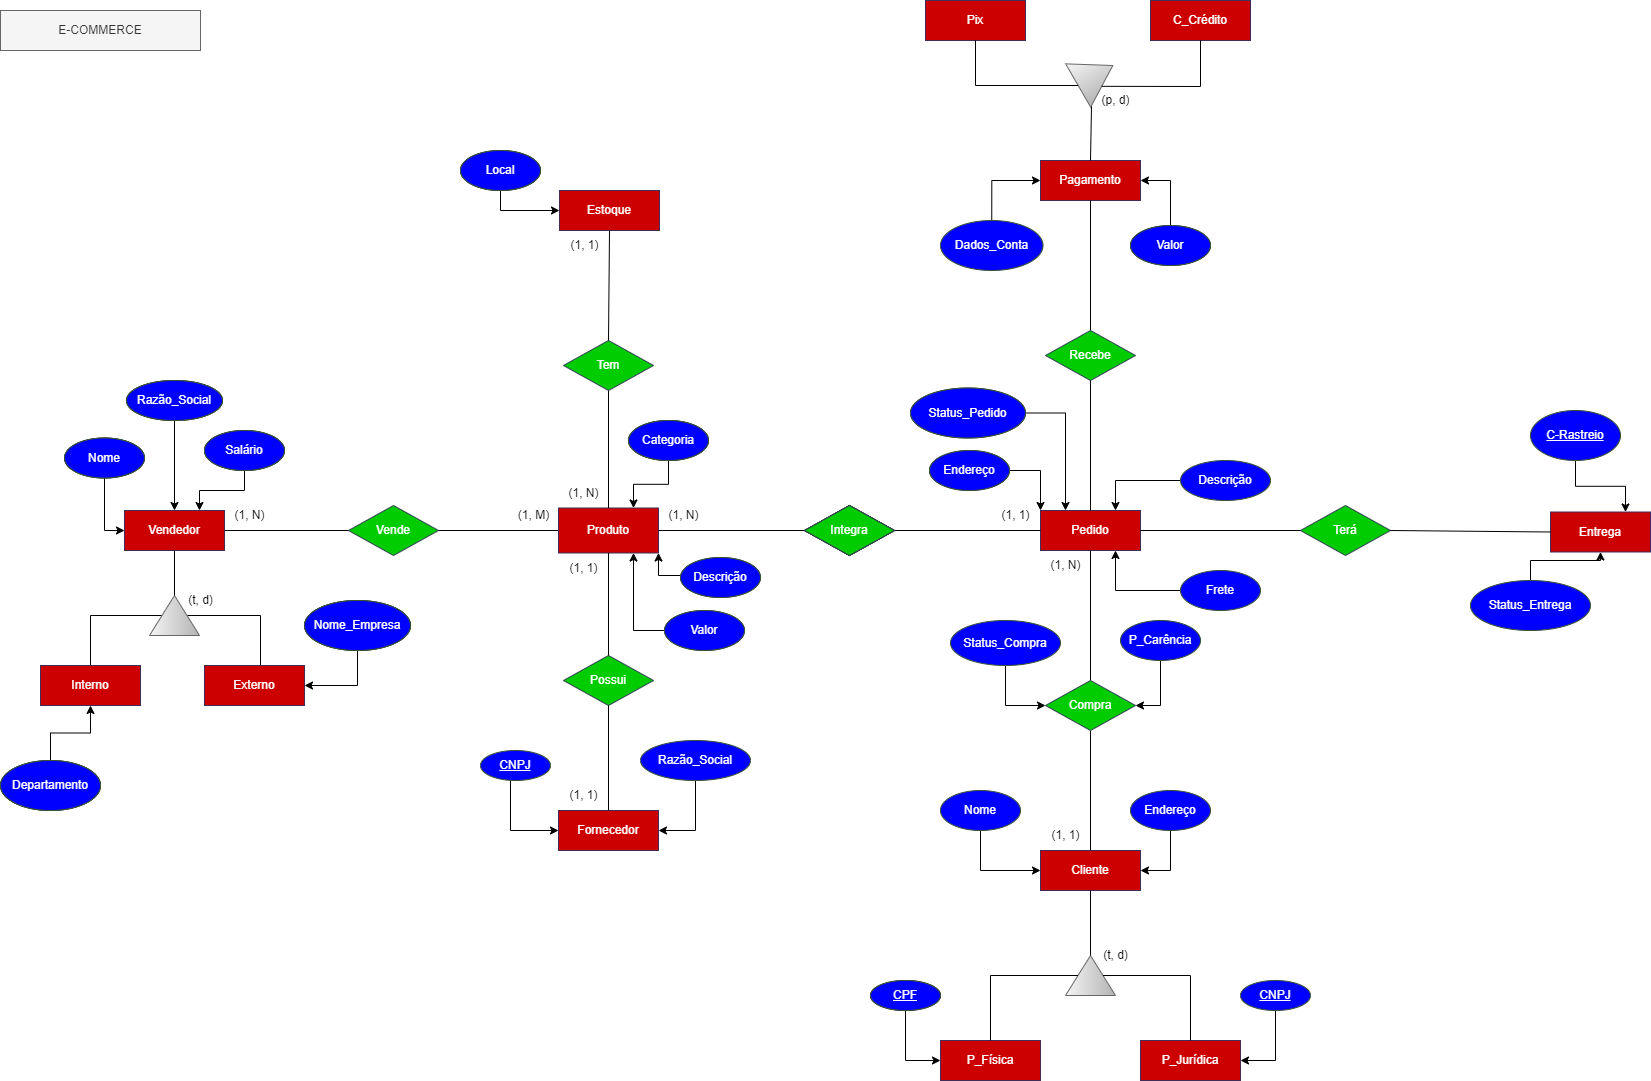 Pix
C_Crédito
E-COMMERCE
(p, d)
Local
Pagamento
Estoque
(1, 1)
Dados_Conta
Valor
Recebe
Tem
Razão_Social
Status_Pedido
Categoria
C-Rastreio
Nome
Salário
Endereço
Descrição
(1, N)
(1, N)
(1, M)
(1, N)
(1, 1)
Vendedor
Vende
Produto
Integra
Pedido
Terá
Entrega
(1, 1)
(1, N)
Descrição
Frete
(t, d)
Status_Entrega
Nome_Empresa
Valor
Status_Compra
P_Carência
Interno
Externo
Possui
Compra
CNPJ
Razão_Social
Departamento
(1, 1)
Nome
Endereço
Fornecedor
(1, 1)
Cliente
(t, d)
CPF
CNPJ
P_Física
P_Jurídica